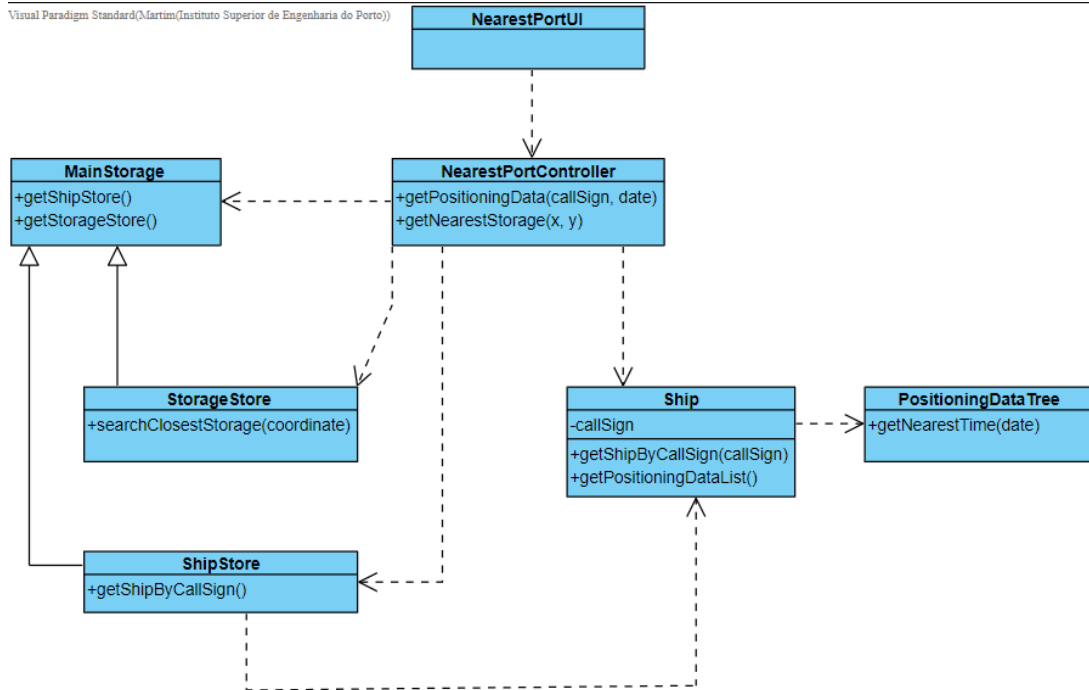 Visual Paradigm Standard(Martim(Instituto Superior de Engenharia do Porto))
NearestPortUI
MainStorage
+getShipStore()
+getStorageStore()
NearestPortController
+getPositioningData(callSign, date)
+getNearestStorage(x, y)
StorageStore
+searchClosestStorage(coordinate)
Ship
-callSign
+getShipByCallSign(callSign)
+getPositioningDataList()
PositioningDataTree
+getNearestTime(date)
ShipStore
+getShipByCallSign()